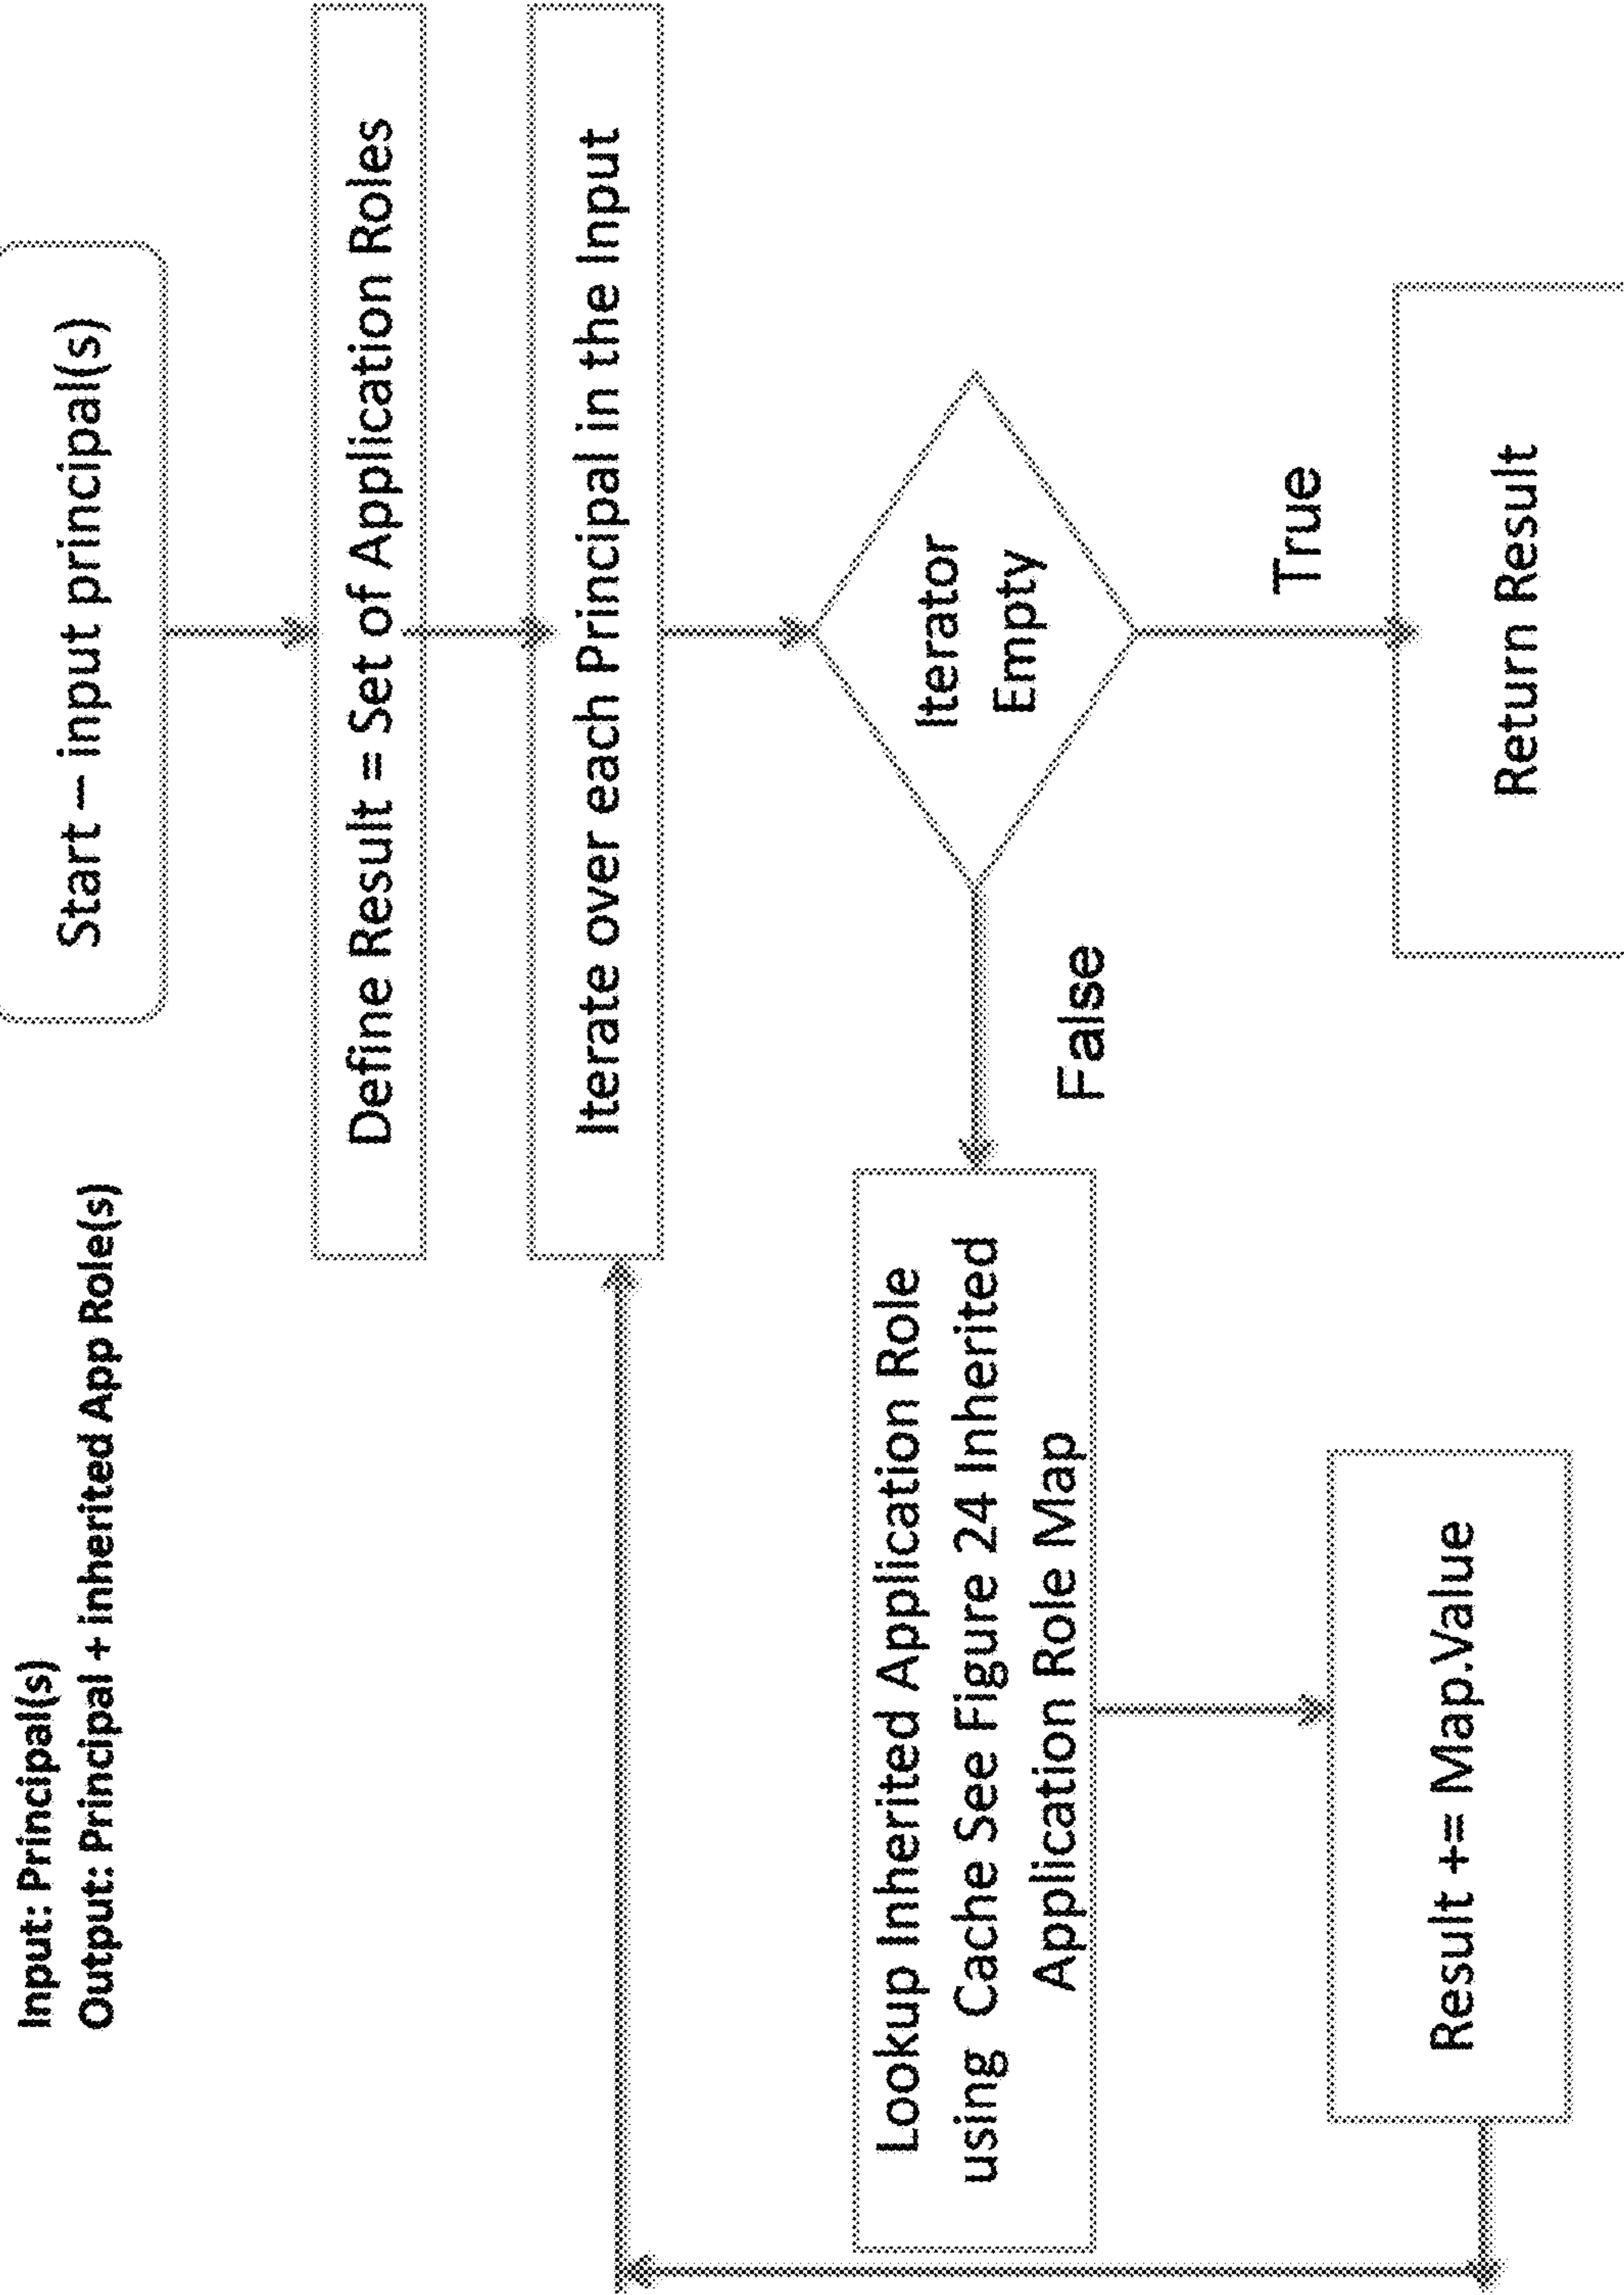 Input: Principal(s)
Output: Principal + inherited App Role(s)
Start – input principal(s)
Define Result = Set of Application Roles
Iterate over each Principal in the Input
Iterator
Empty
False
True
Lookup Inherited Application Role
using Cache See Figure 24 Inherited
Application Role Map
Result += Map.Value
Return Result